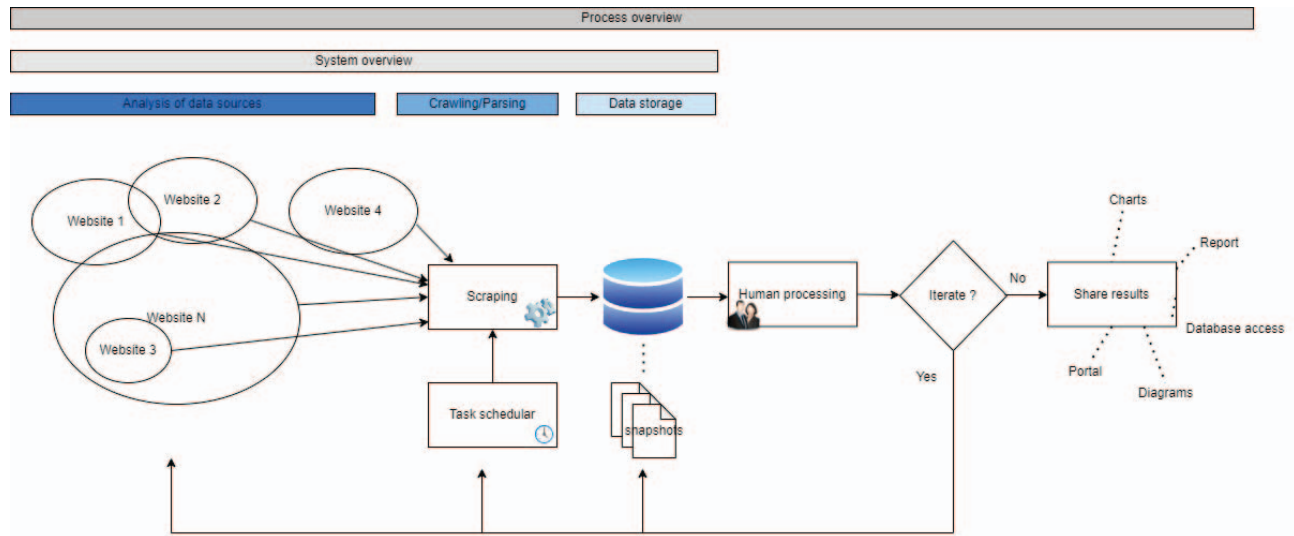 Process overview
System overview
Analysis of data sources
Crawling/Parsing
Data storage
Website 1
Website 2
Website 4
Website N
Website 3
Scraping
Task schedular
snapshots
Human processing
Iterate ?
No
Yes
Share results
Charts
Report
Database access
Portal
Diagrams